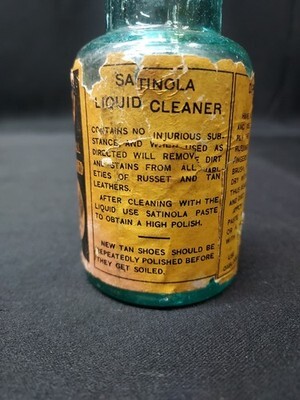 SATINOLA
LIQUID CLEANER
CONTAINS NO INJURIOUS SUB-
STANCE, AND WHEN USED AS
DIRECTED WILL REMOVE DIRT
AND STAINS FROM ALL VARI-
ETIES OF RUSSET AND TAN
LEATHERS.
AFTER CLEANING WITH THE
LIQUID USE SATINOLA PASTE
TO OBTAIN A HIGH POLISH.
NEW TAN SHOES SHOULD BE
REPEATEDLY POLISHED BEFORE
THEY GET SOILED.